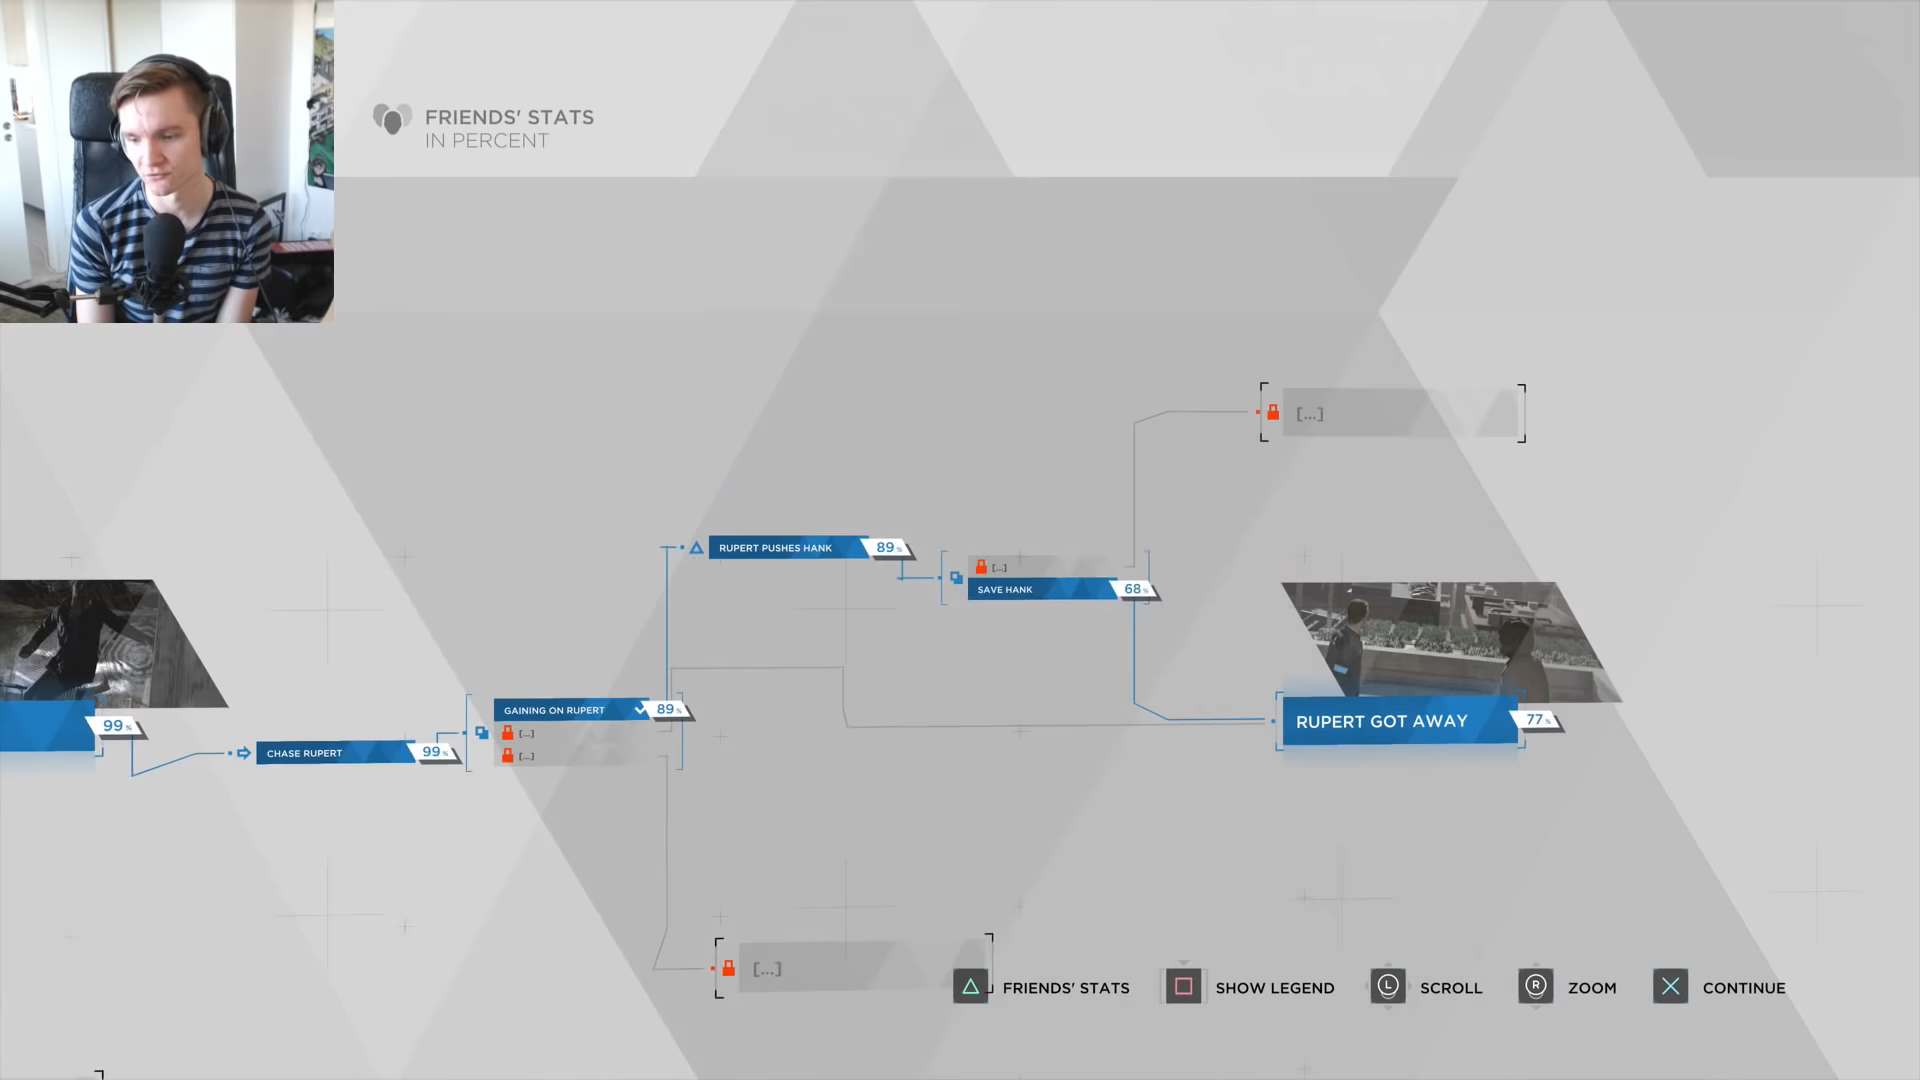 FRIENDS' STATS
IN PERCENT
[...]
RUPERT PUSHES HANK 89%
[...]
SAVE HANK 68%
99%
CHASE RUPERT 99%
GAINING ON RUPERT 89%
[...]
[...]
RUPERT GOT AWAY 77%
[...]
FRIENDS' STATS
SHOW LEGEND
L SCROLL
R ZOOM
CONTINUE